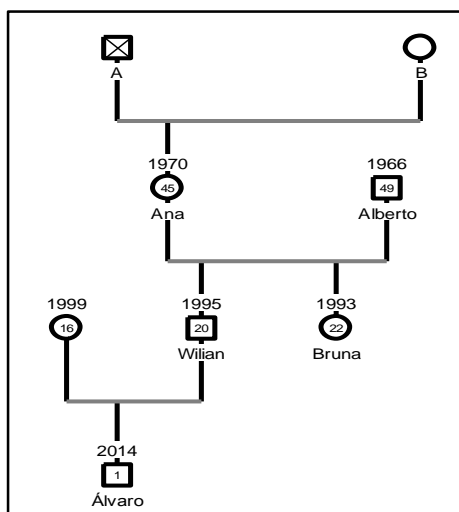 A B
1970 1966
45 49
Ana Alberto
1999 1995 1993
16 20 22
Wilian Bruna
2014
1
Álvaro